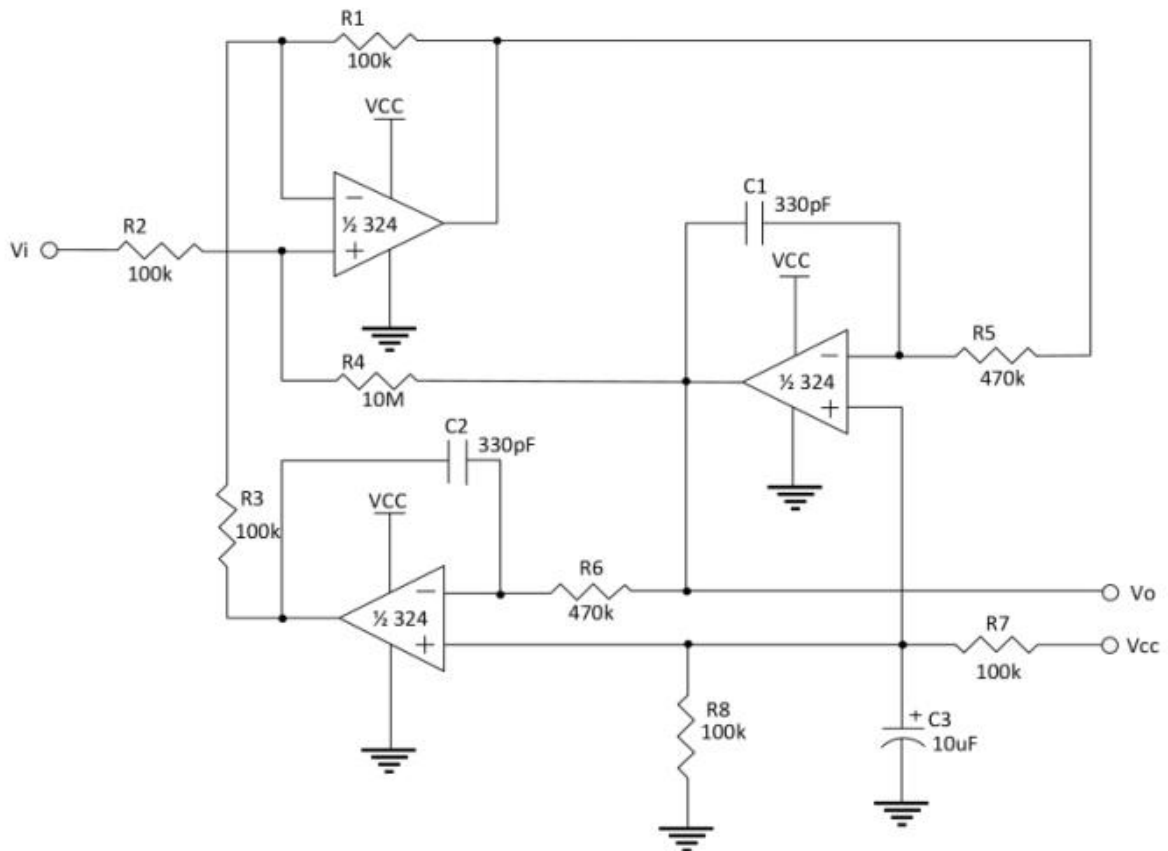 R1
100k
VCC
−
½ 324
+
R2
Vi
100k
C1
330pF
VCC
R5
−
½ 324
+
470k
R4
10M
C2
330pF
R3
100k
VCC
R6
−
½ 324
+
470k
Vo
R7
Vcc
100k
R8
100k
+
C3
10uF